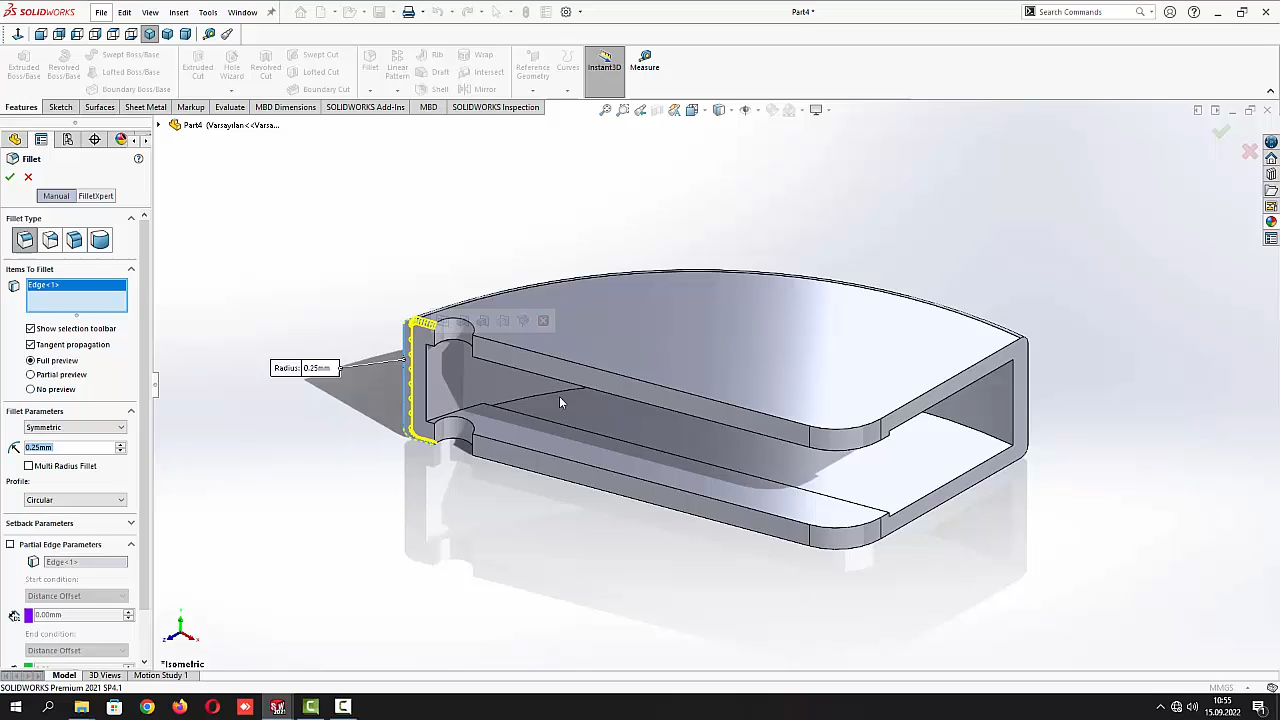 SOLIDWORKS File Edit View Insert Tools Window Part4 * Search Commands
Extruded Boss/Base Revolved Boss/Base Swept Boss/Base Lofted Boss/Base Boundary Boss/Base Extruded Cut Hole Wizard Revolved Cut Swept Cut Lofted Cut Boundary Cut Fillet Linear Pattern Rib Draft Shell Wrap Intersect Mirror Reference Geometry Curves Instant3D Measure
Features Sketch Surfaces Sheet Metal Markup Evaluate MBD Dimensions SOLIDWORKS Add-Ins MBD SOLIDWORKS Inspection
Part4 (Varsayılan < <Varsa...
Fillet
Manual FilletXpert
Fillet Type
Items To Fillet
Edge<1>
Show selection toolbar
Tangent propagation
Full preview
Partial preview
No preview
Radius: 0.25mm
Fillet Parameters
Symmetric
0.25mm
Multi Radius Fillet
Profile:
Circular
Setback Parameters
Partial Edge Parameters
Edge<1>
Start condition:
Distance Offset
0.00mm
End condition:
Distance Offset
Y
Z
X
*Isometric
Model 3D Views Motion Study 1
SOLIDWORKS Premium 2021 SP4.1 MMGS
10:55
15.09.2022